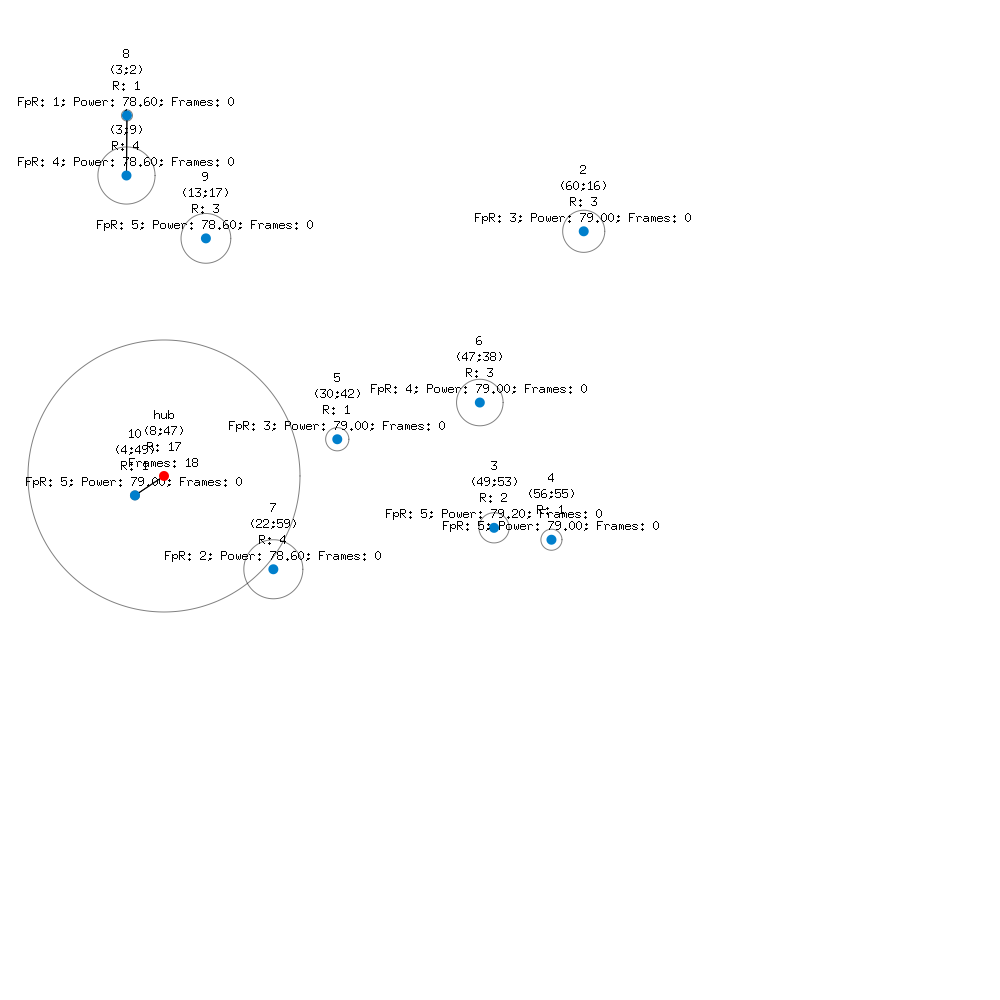 8
(3;2)
R: 1
FpR: 1; Power: 78.60; Frames: 0
(3;9)
R: 4
FpR: 4; Power: 78.60; Frames: 0
9
(13;17)
R: 3
FpR: 5; Power: 78.60; Frames: 0
2
(60;16)
R: 3
FpR: 3; Power: 79.00; Frames: 0
6
(47;38)
R: 3
FpR: 4; Power: 79.00; Frames: 0
5
(30;42)
R: 1
FpR: 3; Power: 79.00; Frames: 0
hub
(8;47)
R: 17
Frames: 18
10
(4;49)
R: 1
FpR: 5; Power: 79.00; Frames: 0
3
(49;53)
R: 2
FpR: 5; Power: 79.20; Frames: 0
4
(56;55)
R: 1
FpR: 5; Power: 79.00; Frames: 0
7
(22;59)
R: 4
FpR: 2; Power: 78.60; Frames: 0